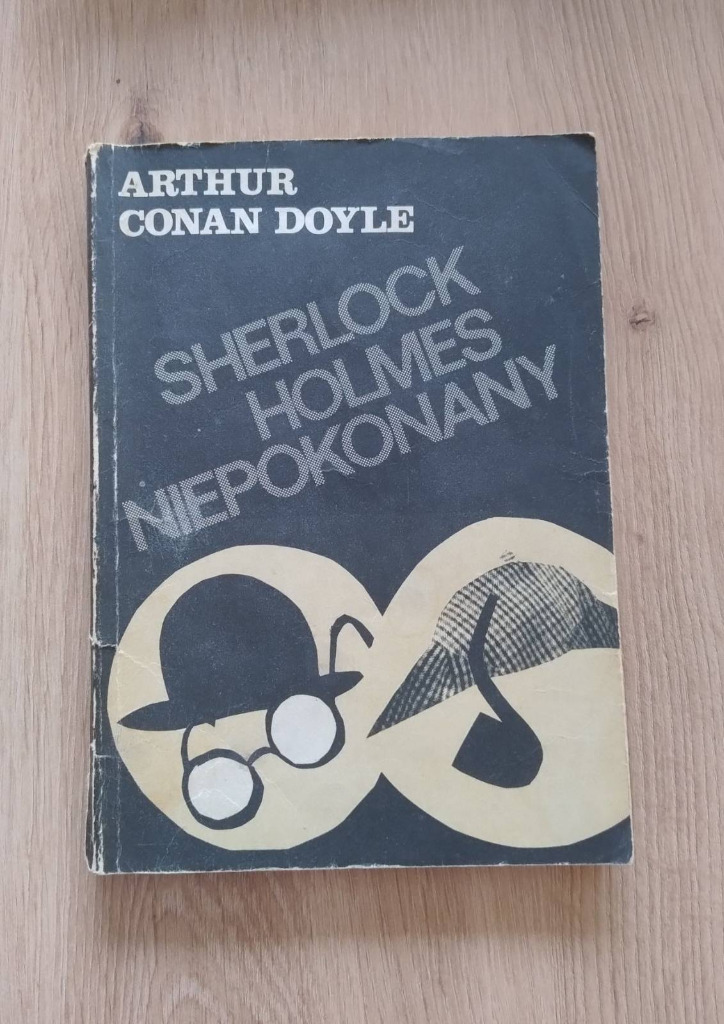 ARTHUR
CONAN DOYLE
SHERLOCK
HOLMES
NIEPOKONANY